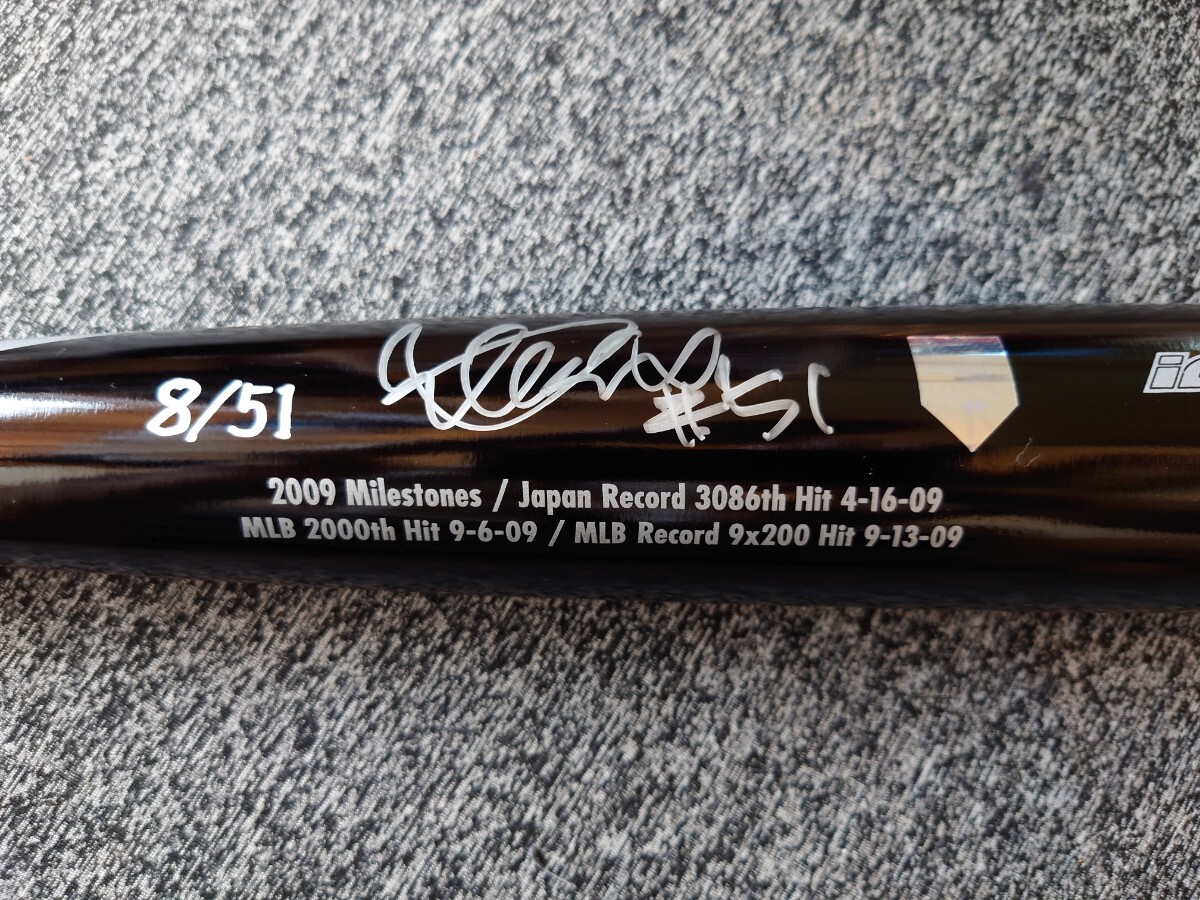 8/51
#51
2009 Milestones / Japan Record 3086th Hit 4-16-09
MLB 2000th Hit 9-6-09 / MLB Record 9x200 Hit 9-13-09